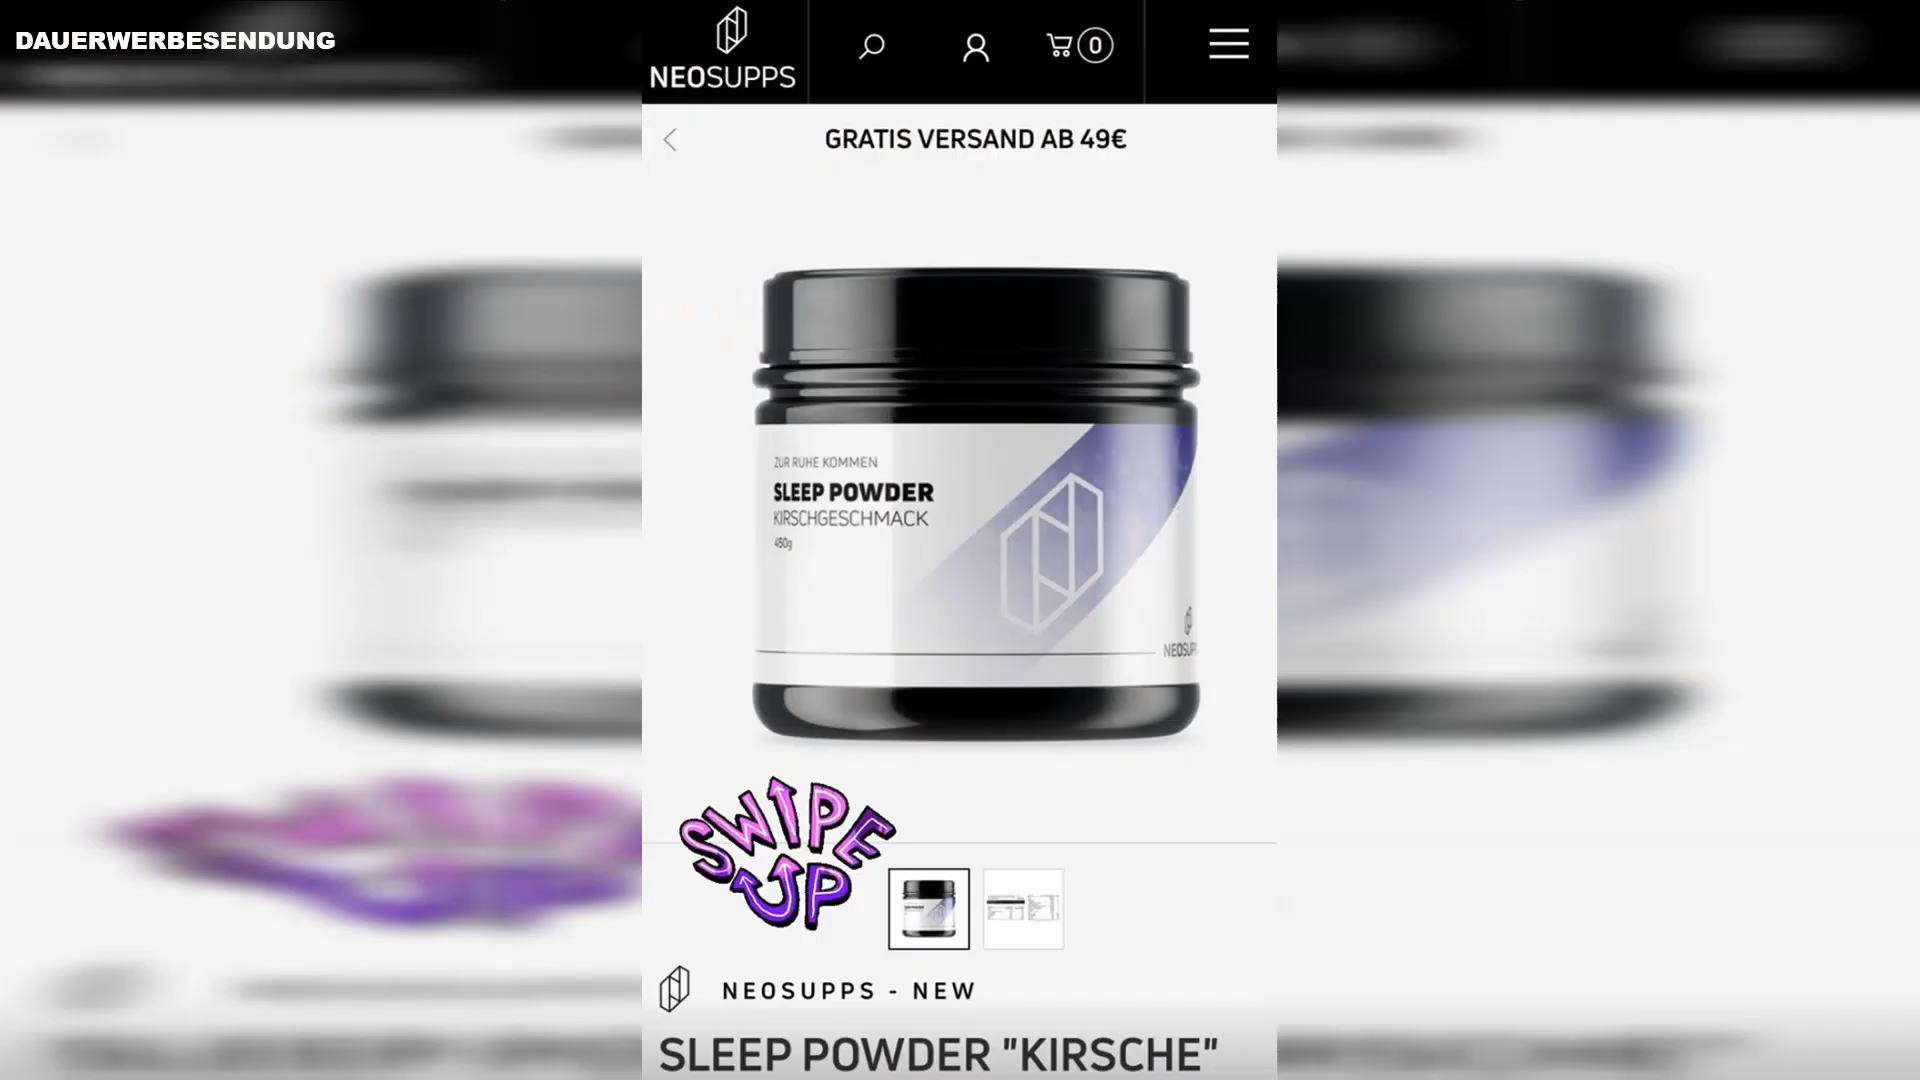 DAUERWERBESENDUNG
NEOSUPPS
0
GRATIS VERSAND AB 49€
ZUR RUHE KOMMEN
SLEEP POWDER
KIRSCHGESCHMACK
450g
NEOSUPPS
SWIPE
UP
NEOSUPPS - NEW
SLEEP POWDER "KIRSCHE"